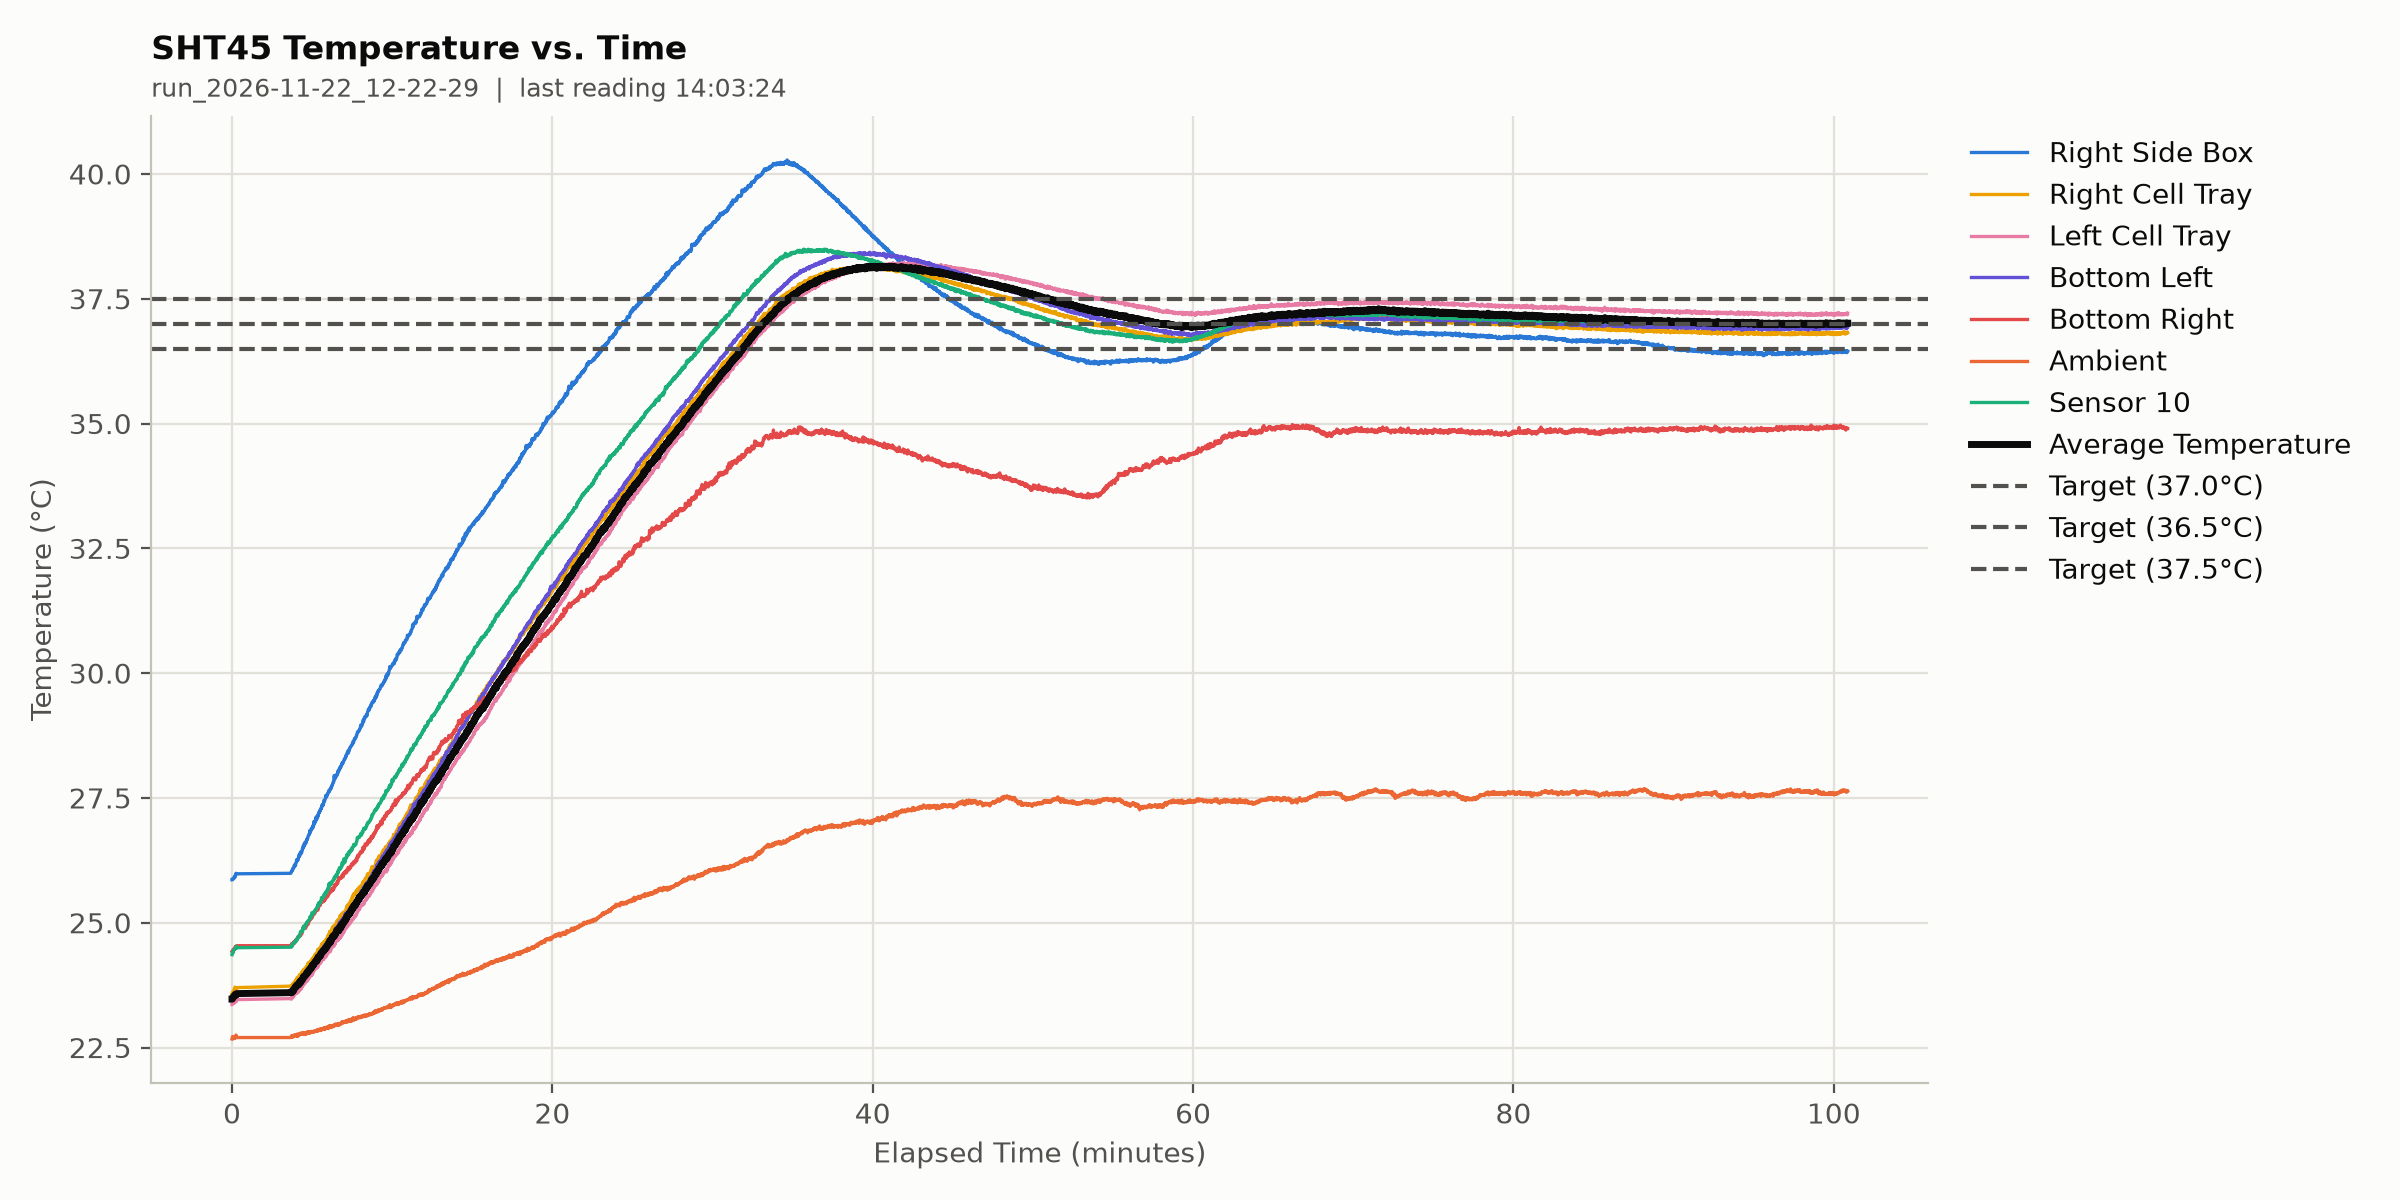 SHT45 Temperature vs. Time
run_2026-11-22_12-22-29 | last reading 14:03:24
Temperature (°C)
40.0
37.5
35.0
32.5
30.0
27.5
25.0
22.5
0 20 40 60 80 100
Elapsed Time (minutes)
Right Side Box
Right Cell Tray
Left Cell Tray
Bottom Left
Bottom Right
Ambient
Sensor 10
Average Temperature
Target (37.0°C)
Target (36.5°C)
Target (37.5°C)